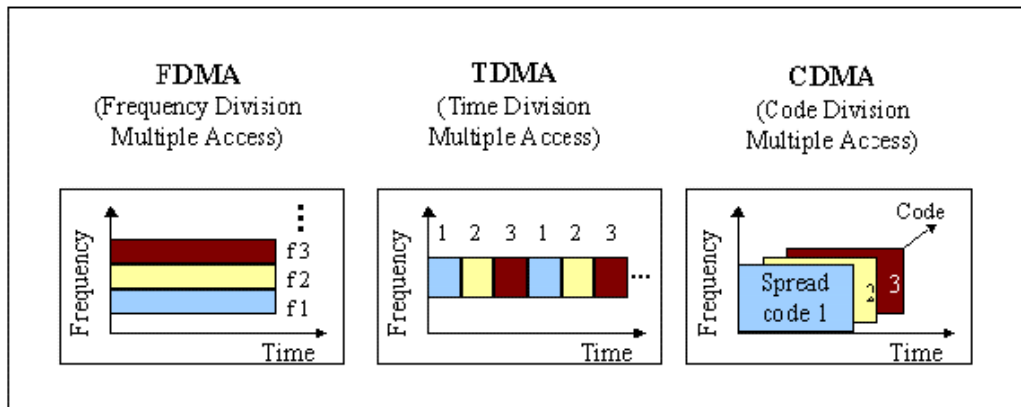 FDMA
(Frequency Division
Multiple Access)
Frequency
f3
f2
f1
Time
TDMA
(Time Division
Multiple Access)
Frequency
1 2 3 1 2 3
...
Time
CDMA
(Code Division
Multiple Access)
Frequency
Code
3
2
Spread
code 1
Time